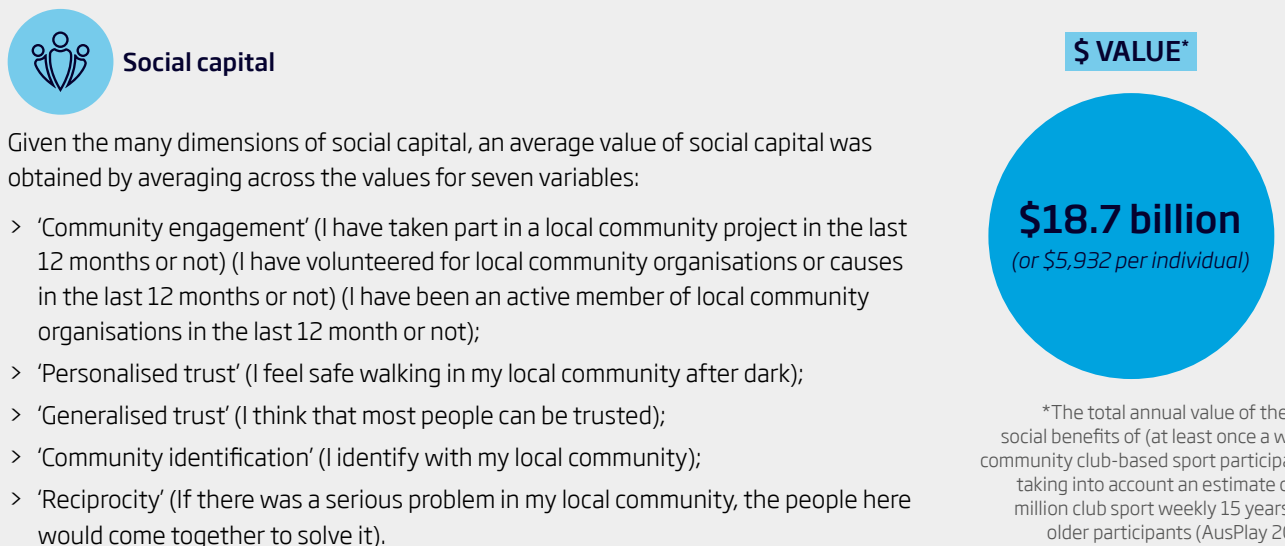 Social capital
Given the many dimensions of social capital, an average value of social capital was
obtained by averaging across the values for seven variables:
> ‘Community engagement’ (I have taken part in a local community project in the last
12 months or not) (I have volunteered for local community organisations or causes
in the last 12 months or not) (I have been an active member of local community
organisations in the last 12 month or not);
> ‘Personalised trust’ (I feel safe walking in my local community after dark);
> ‘Generalised trust’ (I think that most people can be trusted);
> ‘Community identification’ (I identify with my local community);
> ‘Reciprocity’ (If there was a serious problem in my local community, the people here
would come together to solve it).
$ VALUE*
$18.7 billion
(or $5,932 per individual)
*The total annual value of the
social benefits of (at least once a
community club-based sport
taking into account an estimate
million club sport weekly 15 years
older participants (AusPlay